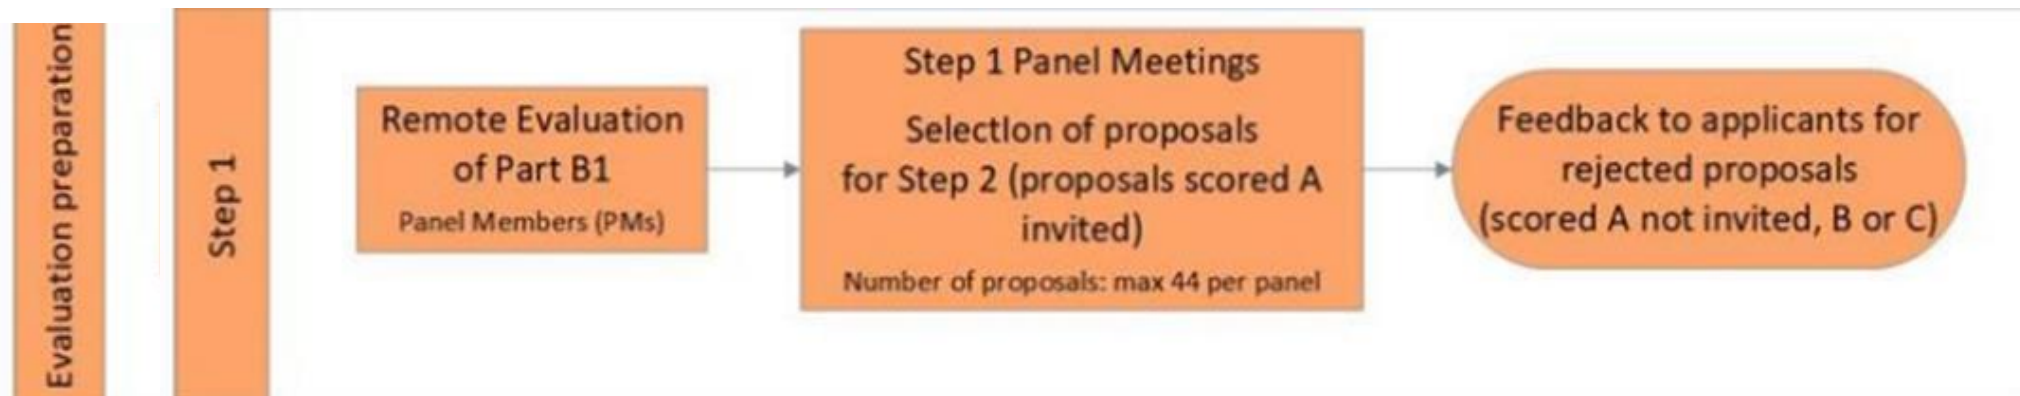 Evaluation preparation
Step 1
Remote Evaluation
of Part B1
Panel Members (PMs)
Step 1 Panel Meetings
Selection of proposals
for Step 2 (proposals scored A
invited)
Number of proposals: max 44 per panel
Feedback to applicants for
rejected proposals
(scored A not invited, B or C)